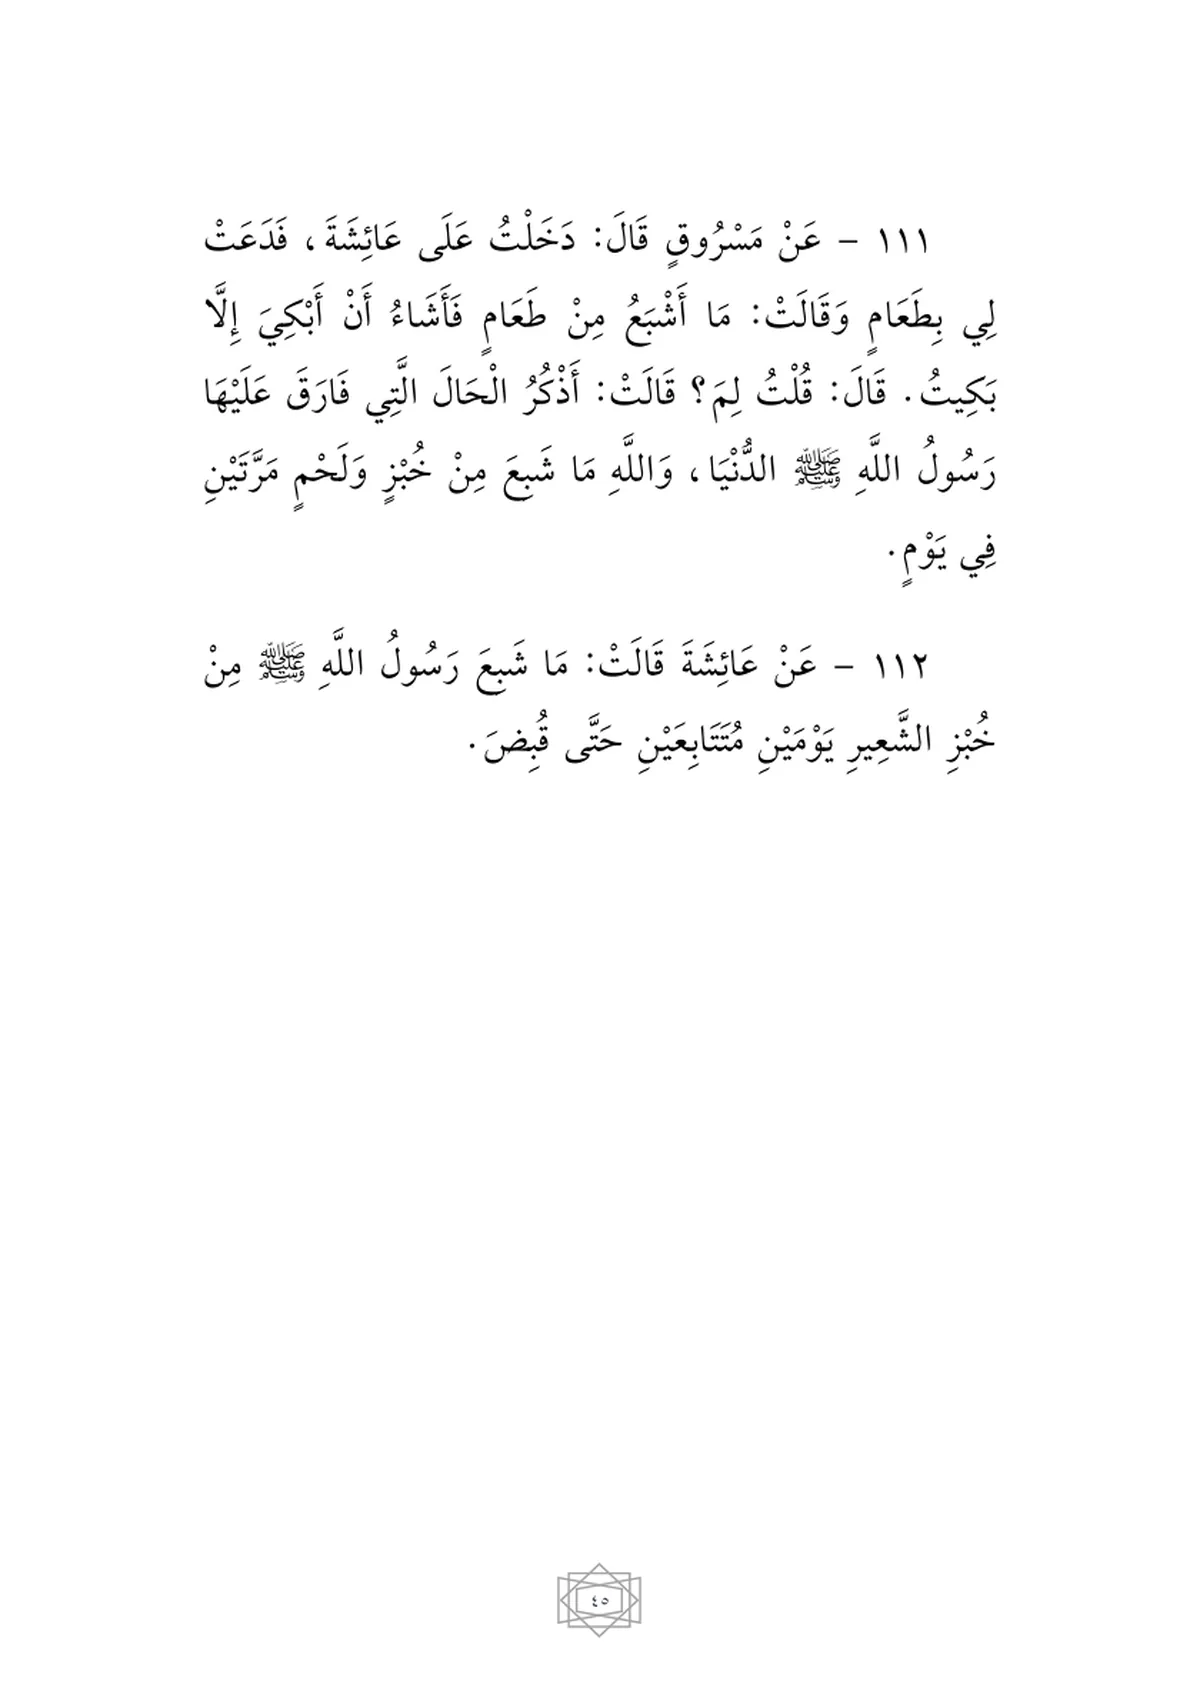 ١١١ – عَنْ مَسْرُوقٍ قَالَ: دَخَلْتُ عَلَى عَائِشَةَ، فَدَعَتْ
لِي بِطَعَامٍ وَقَالَتْ: مَا أَشْبَعُ مِنْ طَعَامٍ فَأَشَاءُ أَنْ أَبْكِيَ إِلَّا
بَكِيتُ. قَالَ: قُلْتُ لِمَ؟ قَالَتْ: أَذْكُرُ الْحَالَ الَّتِي فَارَقَ عَلَيْهَا
رَسُولُ اللَّهِ ﷺ الدُّنْيَا، وَاللَّهِ مَا شَبِعَ مِنْ خُبْزٍ وَلَحْمٍ مَرَّتَيْنِ
فِي يَوْمٍ.
١١٢ – عَنْ عَائِشَةَ قَالَتْ: مَا شَبِعَ رَسُولُ اللَّهِ ﷺ مِنْ
خُبْزِ الشَّعِيرِ يَوْمَيْنِ مُتَتَابِعَيْنِ حَتَّى قُبِضَ.
٤٥